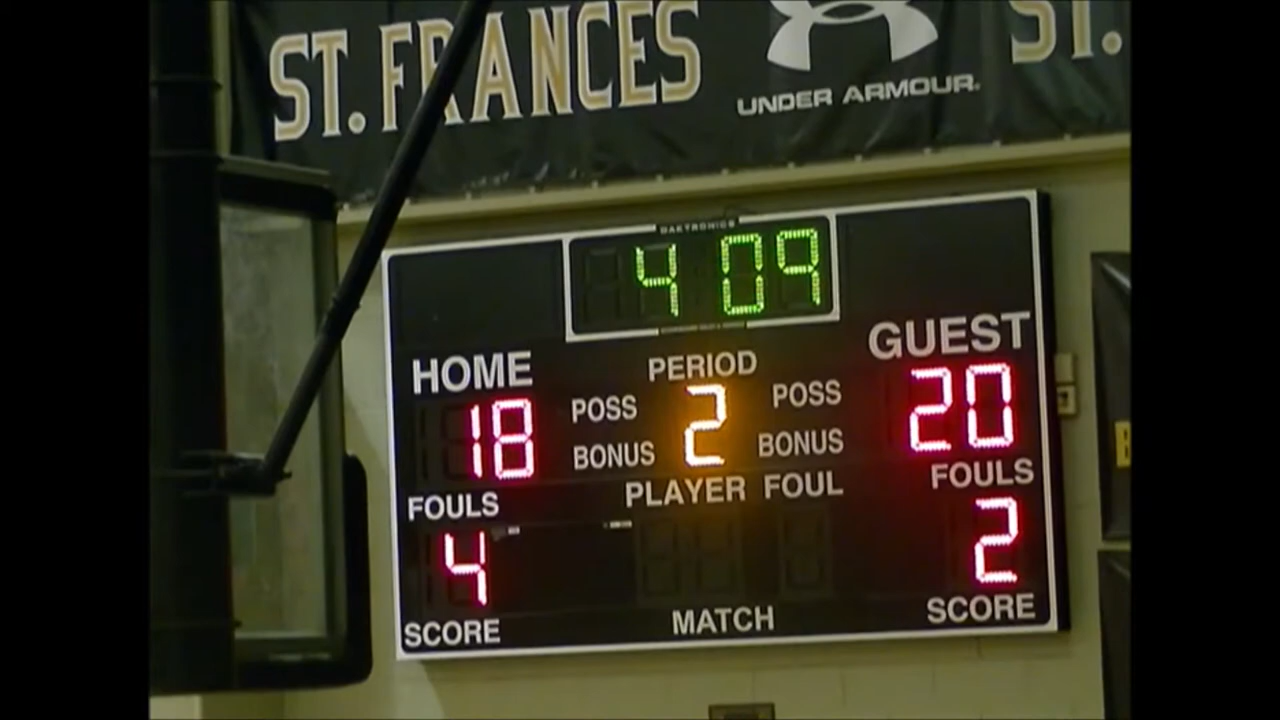 ST. FRANCES
ST.
UNDER ARMOUR.
DAKTRONICS
4 09
HOME
PERIOD
GUEST
18
POSS
2
POSS
20
BONUS
BONUS
FOULS
PLAYER FOUL
FOULS
4
2
SCORE
MATCH
SCORE